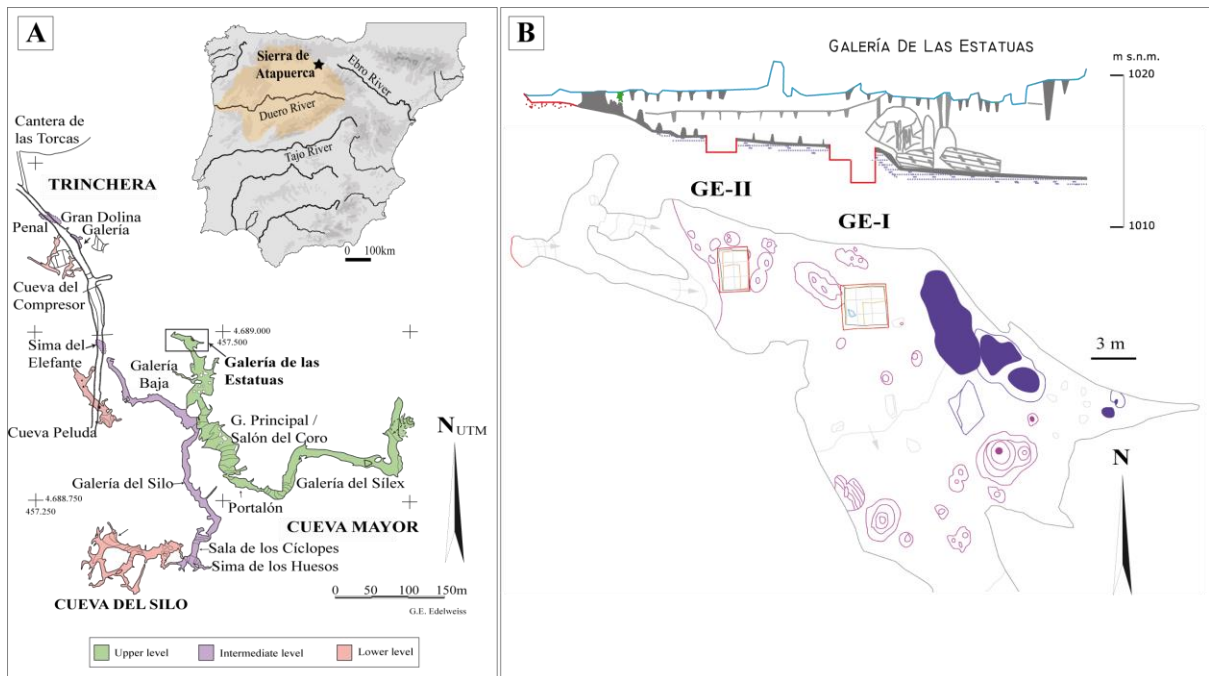 A
Sierra de
Atapuerca
Ebro River
Duero River
Tajo River
0 100km
Cantera de
las Torcas
TRINCHERA
Gran Dolina
Penal
Galería
Cueva del
Compresor
4.689.000
457.500
Sima del
Elefante
Galería
Baja
Galería de las
Estatuas
G. Principal /
Salón del Coro
Cueva Peluda
NUTM
Galería del Silo
Galería del Sílex
4.688.750
457.250
Portalón
CUEVA MAYOR
Sala de los Cíclopes
Sima de los Huesos
CUEVA DEL SILO
0 50 100 150m
G.E. Edelweiss
Upper level
Intermediate level
Lower level
B
GALERÍA DE LAS ESTATUAS
m s.n.m.
1020
GE-II
GE-I
1010
3 m
N